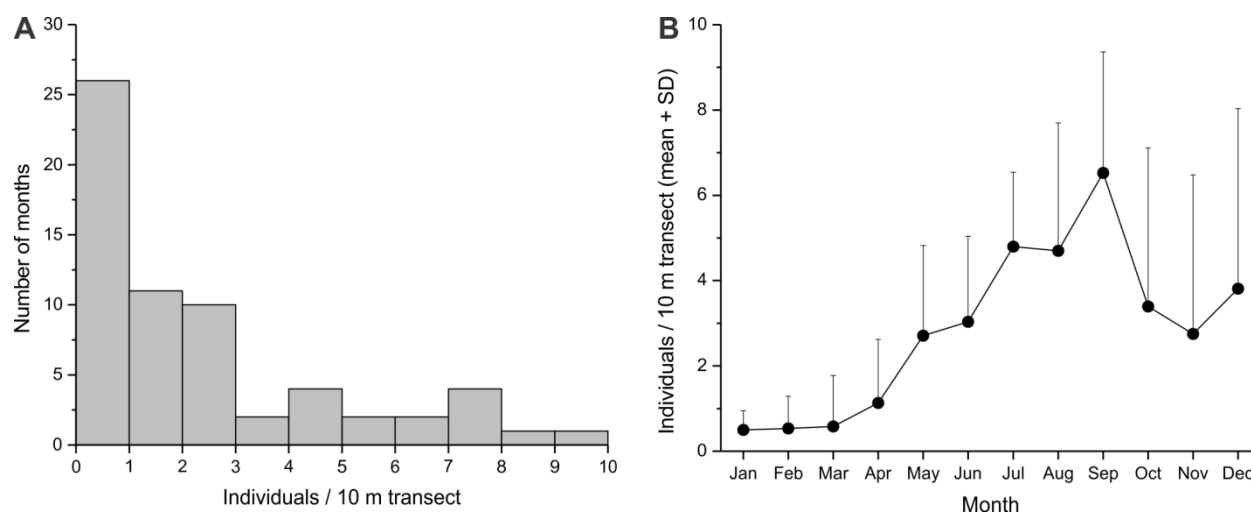 A
Number of months
30
25
20
15
10
5
0
0 1 2 3 4 5 6 7 8 9 10
Individuals / 10 m transect
B
Individuals / 10 m transect (mean + SD)
10
8
6
4
2
0
Jan Feb Mar Apr May Jun Jul Aug Sep Oct Nov Dec
Month